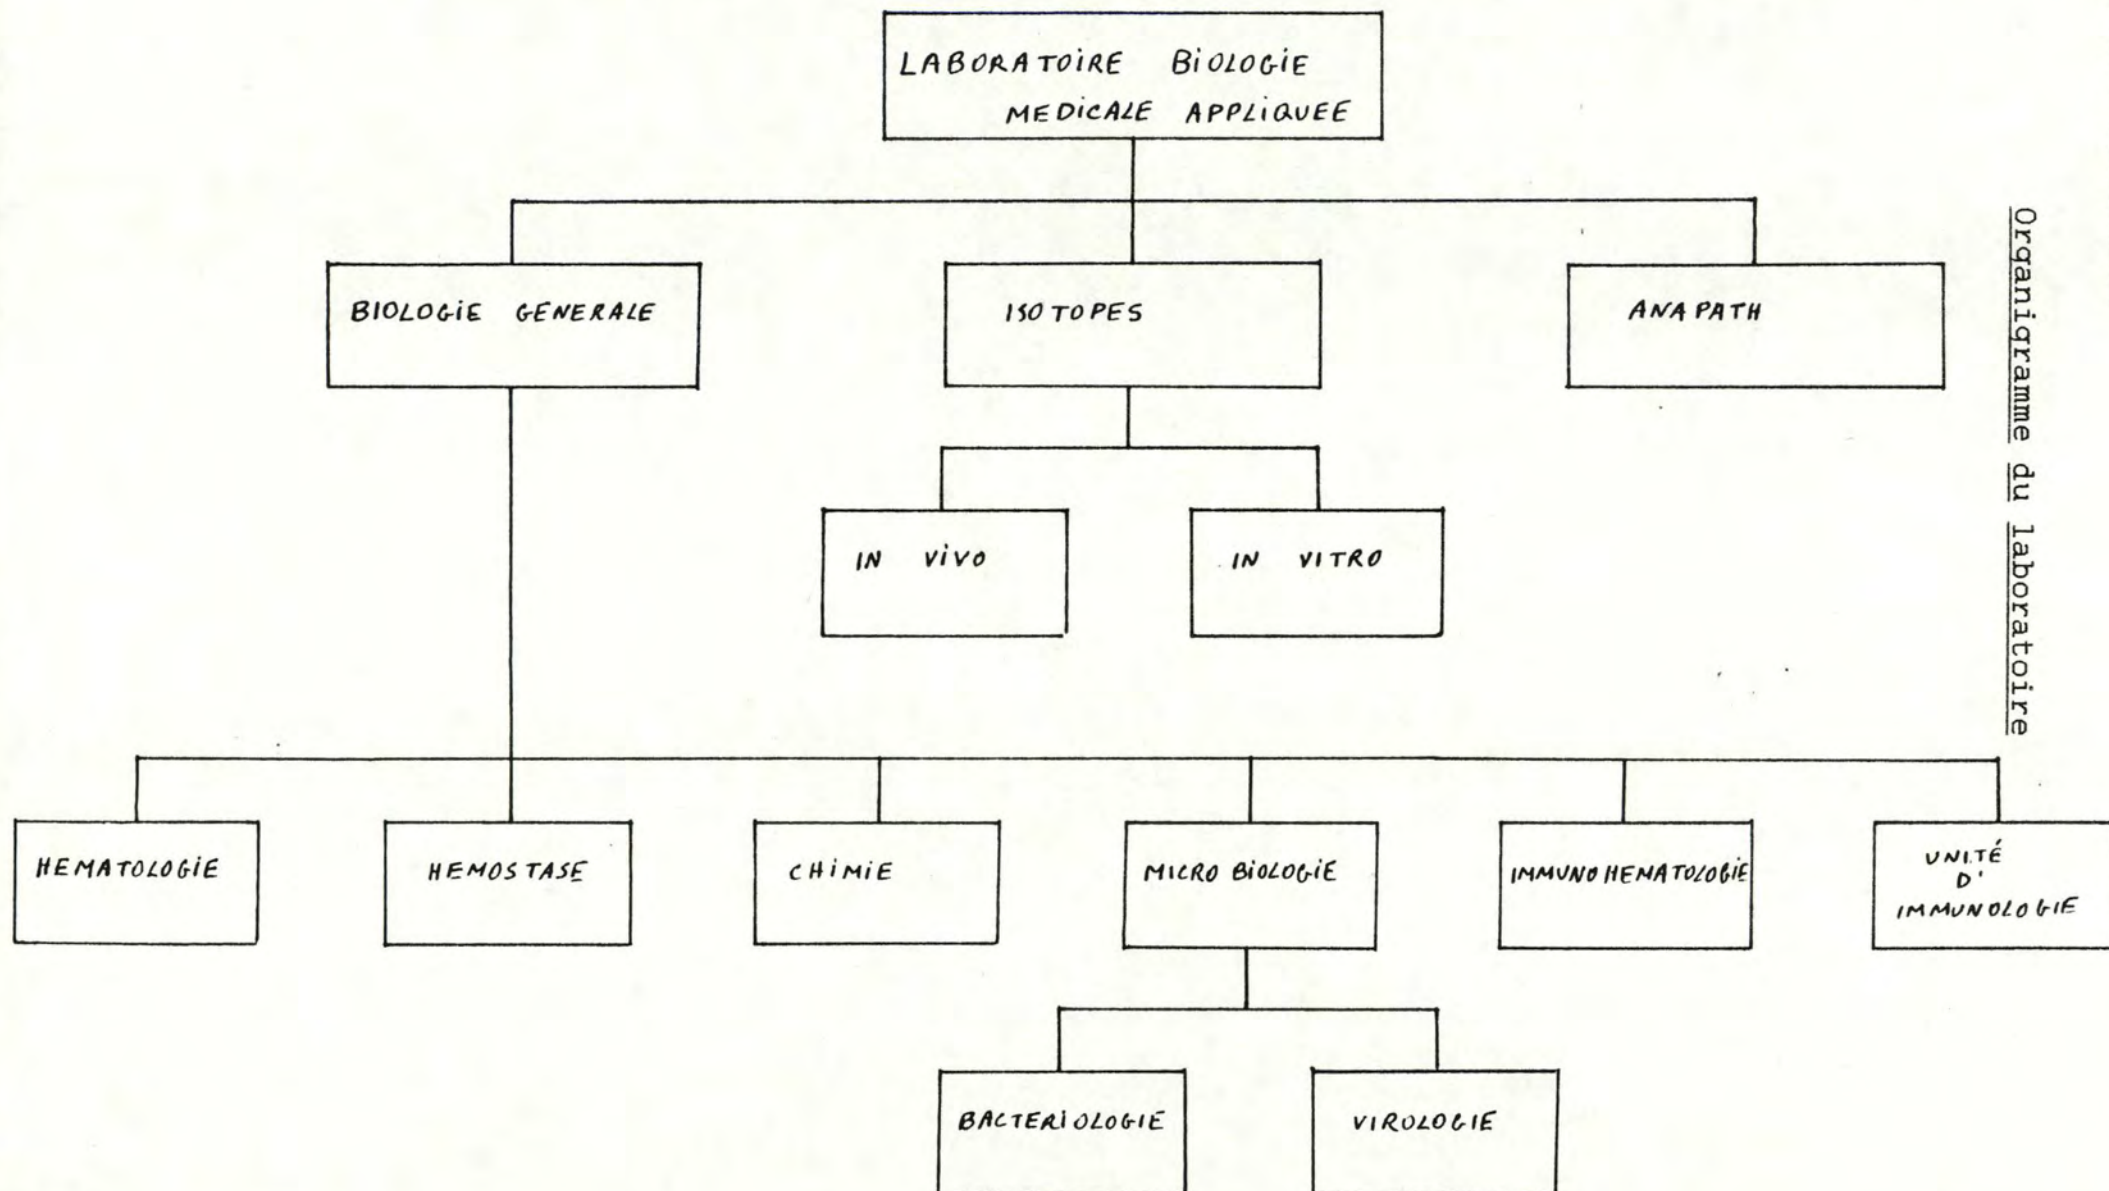 LABORATOIRE BIOLOGIE
MEDICALE APPLIQUEE
Organigramme du laboratoire
BIOLOGIE GENERALE
ISOTOPES
ANAPATH
IN VIVO
IN VITRO
HEMATOLOGIE
HEMOSTASE
CHIMIE
MICRO BIOLOGIE
IMMUNO HEMATOLOGIE
UNITÉ
D'
IMMUNOLOGIE
BACTERIOLOGIE
VIROLOGIE